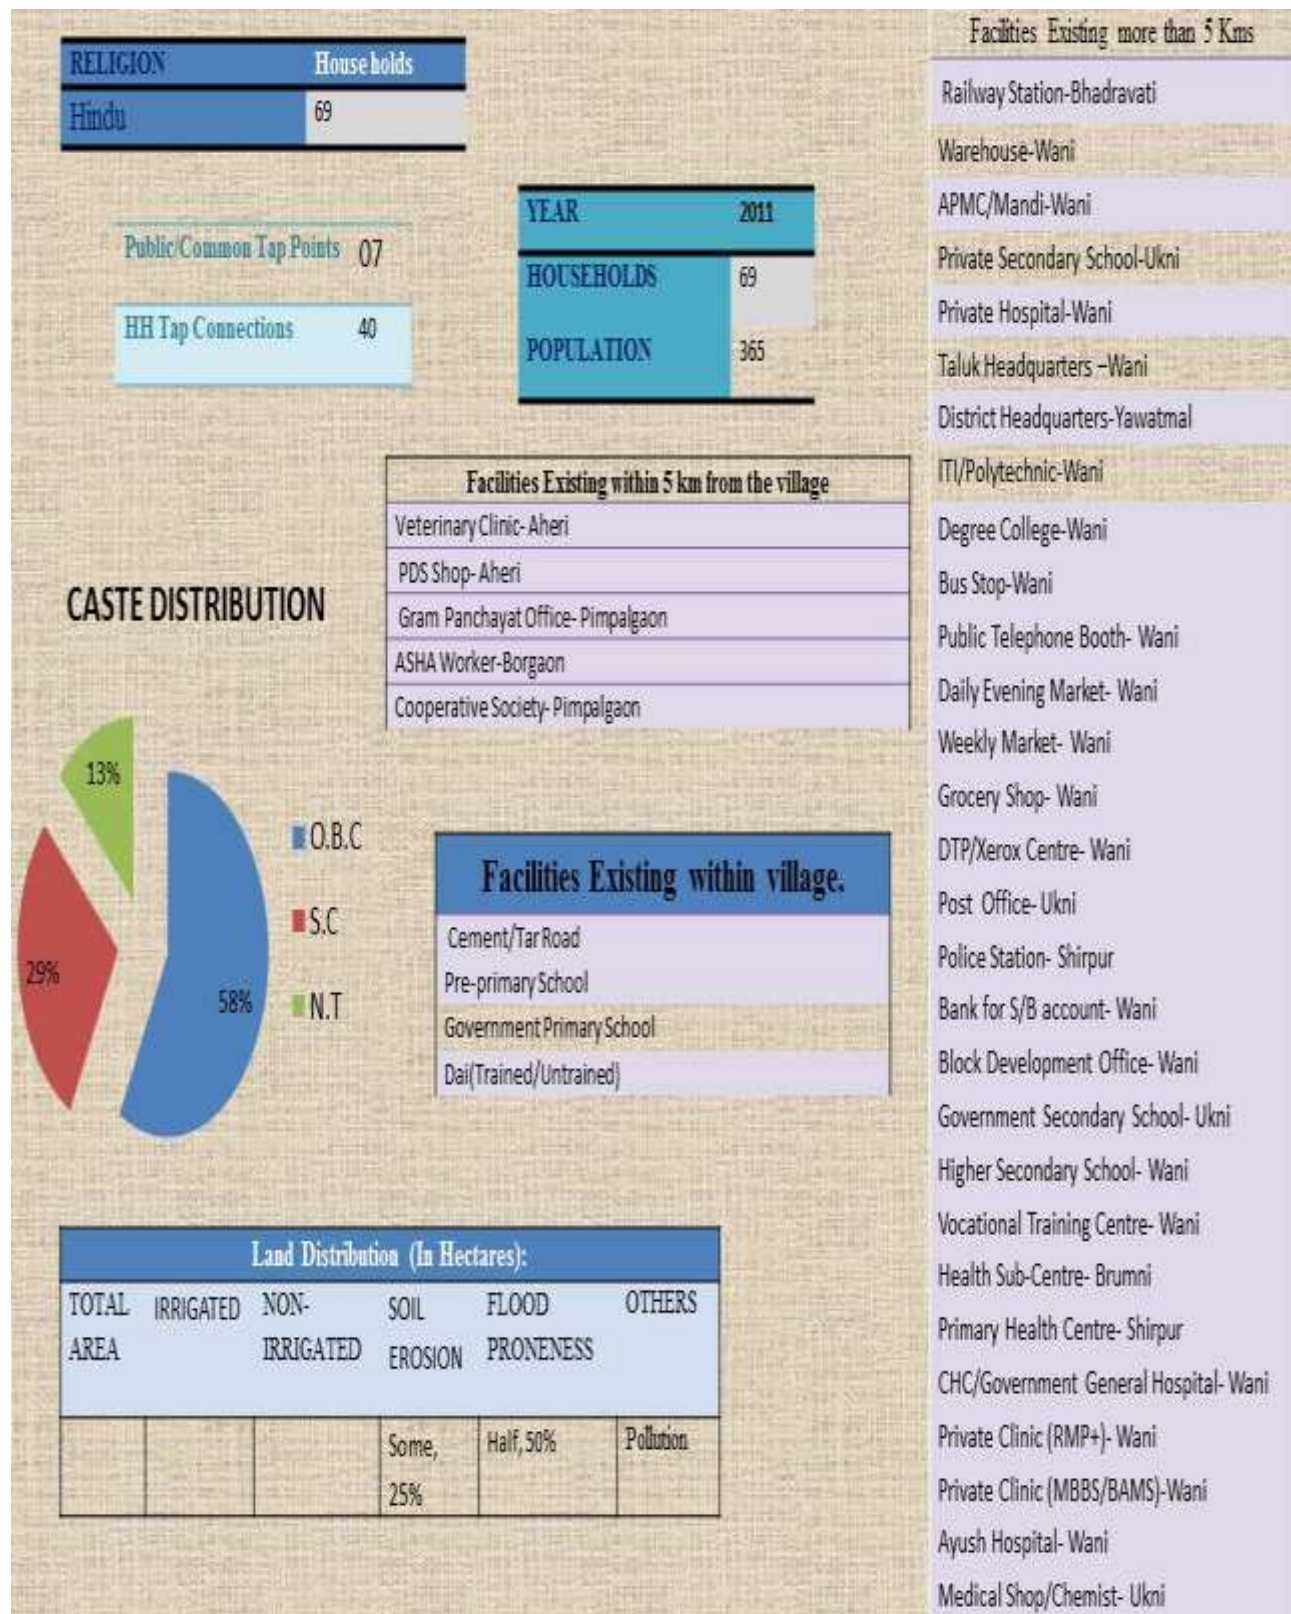 RELIGION Households
Hindu 69
Public/Common Tap Points 07
HH Tap Connections 40
YEAR 2011
HOUSEHOLDS 69
POPULATION 365
Facilities Existing within 5 km from the village
Veterinary Clinic- Aheri
PDS Shop- Aheri
Gram Panchayat Office- Pimpalgaon
ASHA Worker-Borgaon
Cooperative Society- Pimpalgaon
CASTE DISTRIBUTION
13%
29%
58%
O.B.C
S.C
N.T
Facilities Existing within village.
Cement/Tar Road
Pre-primary School
Government Primary School
Dai(Trained/Untrained)
Land Distribution (In Hectares):
TOTAL AREA IRRIGATED NON-IRRIGATED SOIL EROSION FLOOD PRONENESS OTHERS
Some, 25% Half, 50% Pollution
Facilities Existing more than 5 Kms
Railway Station-Bhadravati
Warehouse-Wani
APMC/Mandi-Wani
Private Secondary School-Ukni
Private Hospital-Wani
Taluk Headquarters –Wani
District Headquarters-Yawatmal
ITI/Polytechnic-Wani
Degree College-Wani
Bus Stop-Wani
Public Telephone Booth- Wani
Daily Evening Market- Wani
Weekly Market- Wani
Grocery Shop- Wani
DTP/Xerox Centre- Wani
Post Office- Ukni
Police Station- Shirpur
Bank for S/B account- Wani
Block Development Office- Wani
Government Secondary School- Ukni
Higher Secondary School- Wani
Vocational Training Centre- Wani
Health Sub-Centre- Brumni
Primary Health Centre- Shirpur
CHC/Government General Hospital- Wani
Private Clinic (RMP+)- Wani
Private Clinic (MBBS/BAMS)-Wani
Ayush Hospital- Wani
Medical Shop/Chemist- Ukni